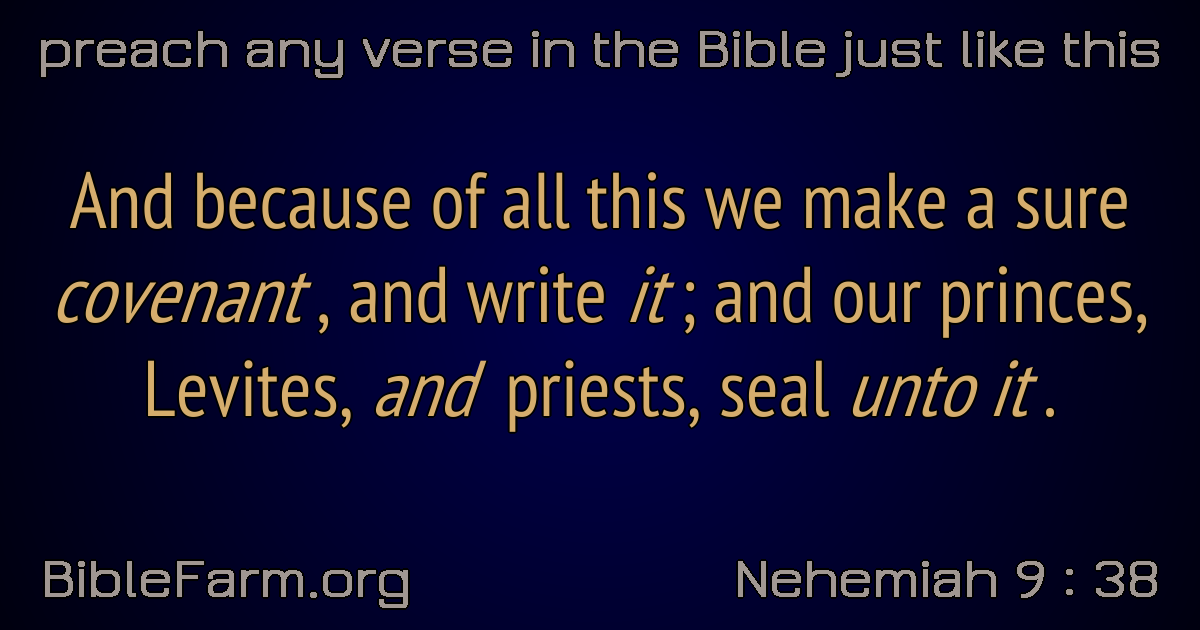 preach any verse in the Bible just like this
And because of all this we make a sure
covenant , and write it ; and our princes,
Levites, and priests, seal unto it .
BibleFarm.org
Nehemiah 9 : 38